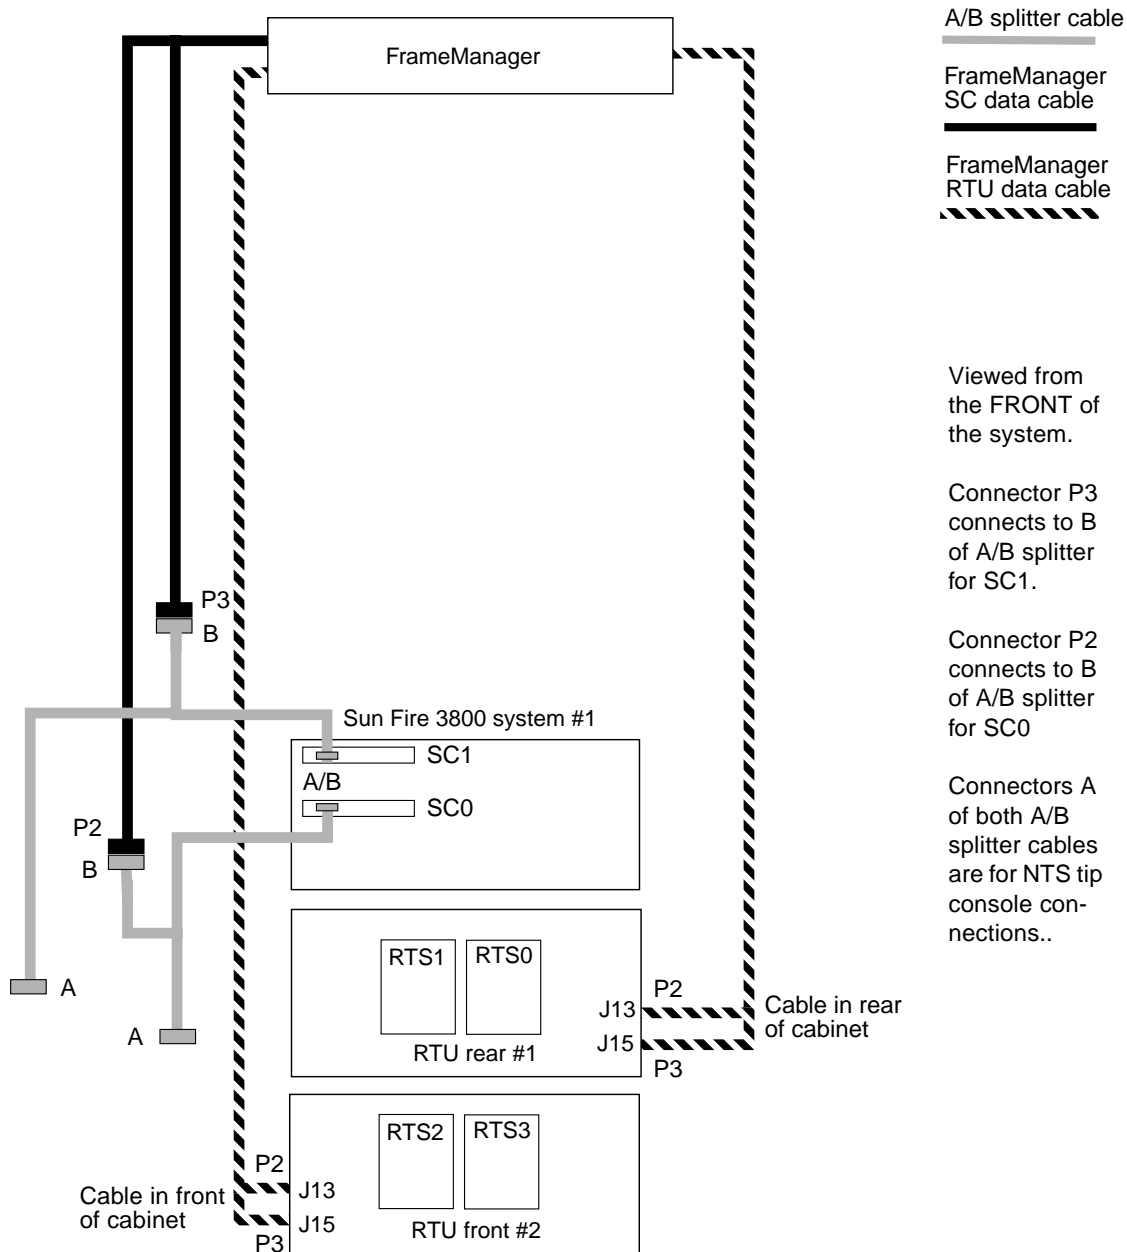 A/B splitter cable
FrameManager
FrameManager
SC data cable
FrameManager
RTU data cable
Viewed from
the FRONT of
the system.
Connector P3
connects to B
of A/B splitter
for SC1.
Connector P2
connects to B
of A/B splitter
for SC0
Connectors A
of both A/B
splitter cables
are for NTS tip
console con-
nections..
P3
B
Sun Fire 3800 system #1
SC1
A/B
SC0
P2
B
A
A
RTS1
RTS0
P2
J13
J15
P3
RTU rear #1
Cable in rear
of cabinet
RTS2
RTS3
P2
J13
J15
P3
RTU front #2
Cable in front
of cabinet